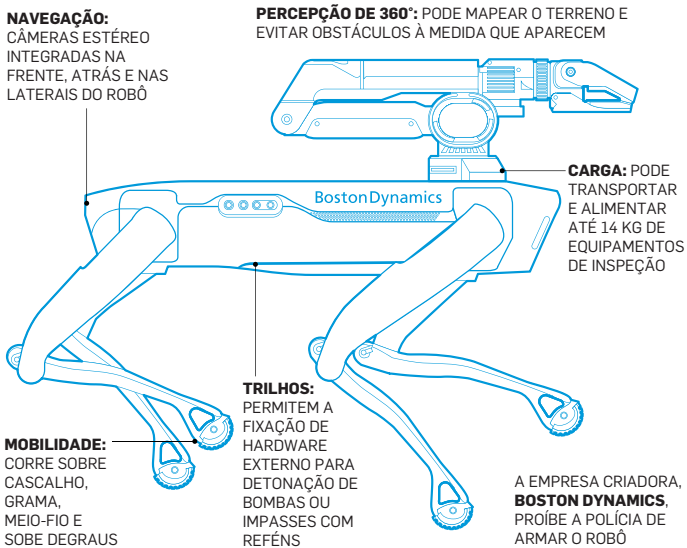 NAVEGAÇÃO:
CÂMERAS ESTÉREO
INTEGRADAS NA
FRENTE, ATRÁS E NAS
LATERAIS DO ROBÔ
PERCEPÇÃO DE 360°: PODE MAPEAR O TERRENO E
EVITAR OBSTÁCULOS À MEDIDA QUE APARECEM
BostonDynamics
CARGA: PODE
TRANSPORTAR
E ALIMENTAR
ATÉ 14 KG DE
EQUIPAMENTOS
DE INSPEÇÃO
MOBILIDADE:
CORRE SOBRE
CASCALHO,
GRAMA,
MEIO-FIO E
SOBE DEGRAUS
TRILHOS:
PERMITEM A
FIXAÇÃO DE
HARDWARE
EXTERNO PARA
DETONAÇÃO DE
BOMBAS OU
IMPASSES COM
REFÉNS
A EMPRESA CRIADORA,
BOSTON DYNAMICS,
PROÍBE A POLÍCIA DE
ARMAR O ROBÔ